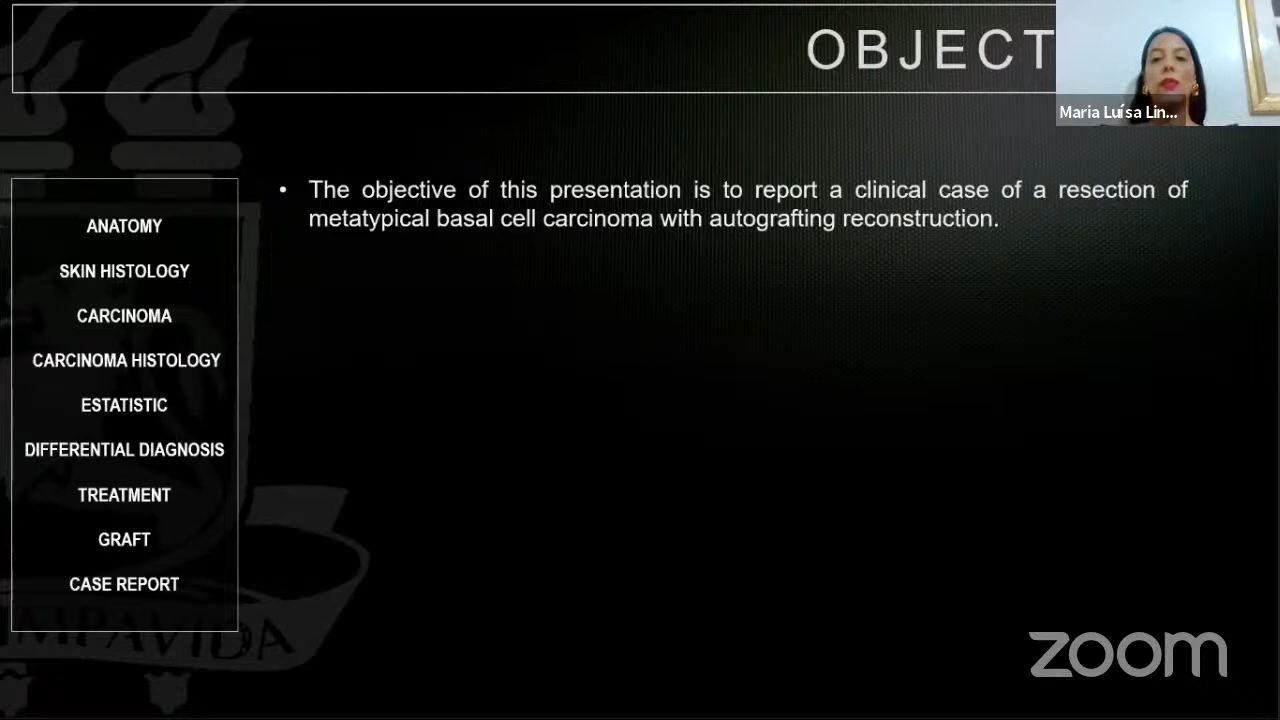 OBJECT
Maria Luísa Lin...
• The objective of this presentation is to report a clinical case of a resection of
metatypical basal cell carcinoma with autografting reconstruction.
ANATOMY
SKIN HISTOLOGY
CARCINOMA
CARCINOMA HISTOLOGY
ESTATISTIC
DIFFERENTIAL DIAGNOSIS
TREATMENT
GRAFT
CASE REPORT
IMPAVIDA
zoom